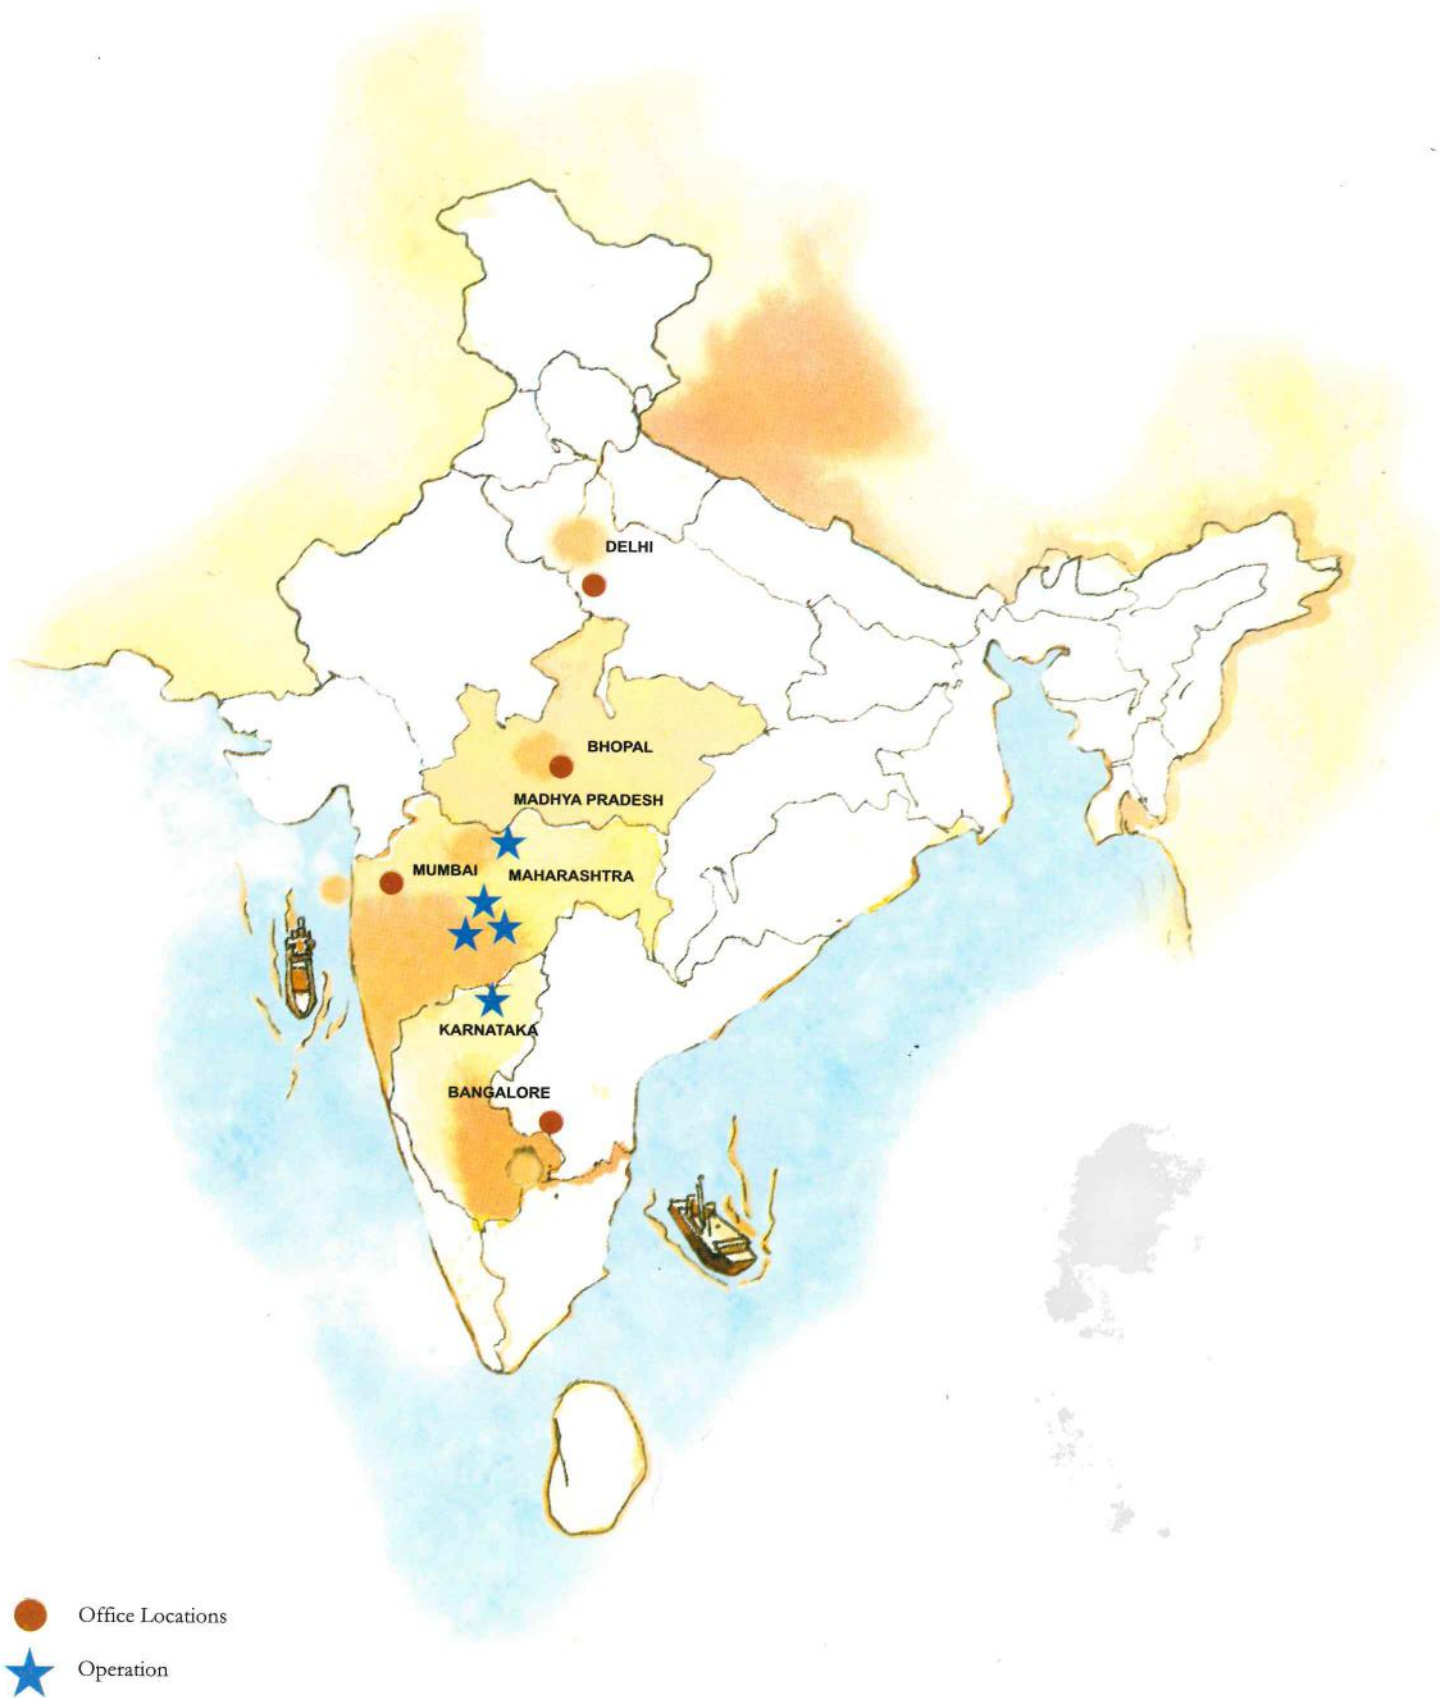 DELHI
BHOPAL
MADHYA PRADESH
MUMBAI
MAHARASHTRA
KARNATAKA
BANGALORE
Office Locations
Operation